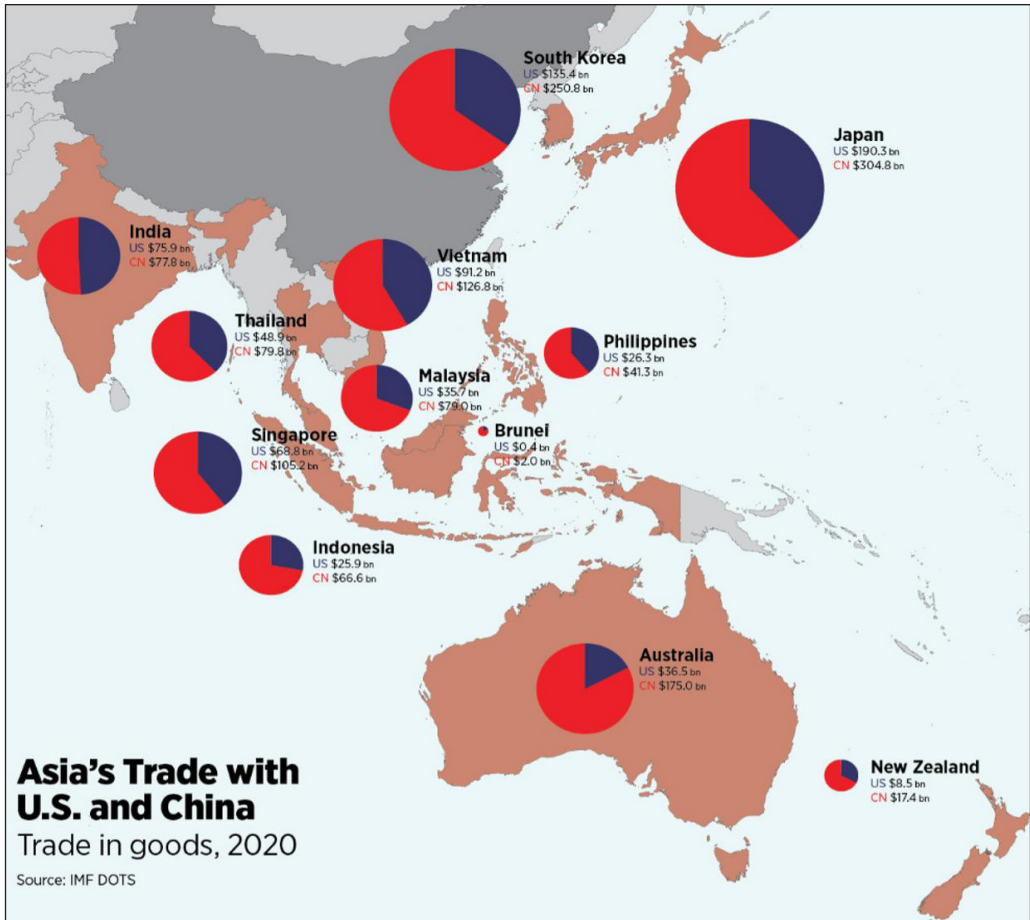 South Korea
US $135.4 bn
CN $250.8 bn
Japan
US $190.3 bn
CN $304.8 bn
India
US $75.9 bn
CN $77.8 bn
Vietnam
US $91.2 bn
CN $126.8 bn
Thailand
US $48.9 bn
CN $79.8 bn
Philippines
US $26.3 bn
CN $41.3 bn
Malaysia
US $35.7 bn
CN $79.0 bn
Brunei
US $0.4 bn
CN $2.0 bn
Singapore
US $68.8 bn
CN $105.2 bn
Indonesia
US $25.9 bn
CN $66.6 bn
Australia
US $36.5 bn
CN $175.0 bn
New Zealand
US $8.5 bn
CN $17.4 bn
Asia's Trade with
U.S. and China
Trade in goods, 2020
Source: IMF DOTS